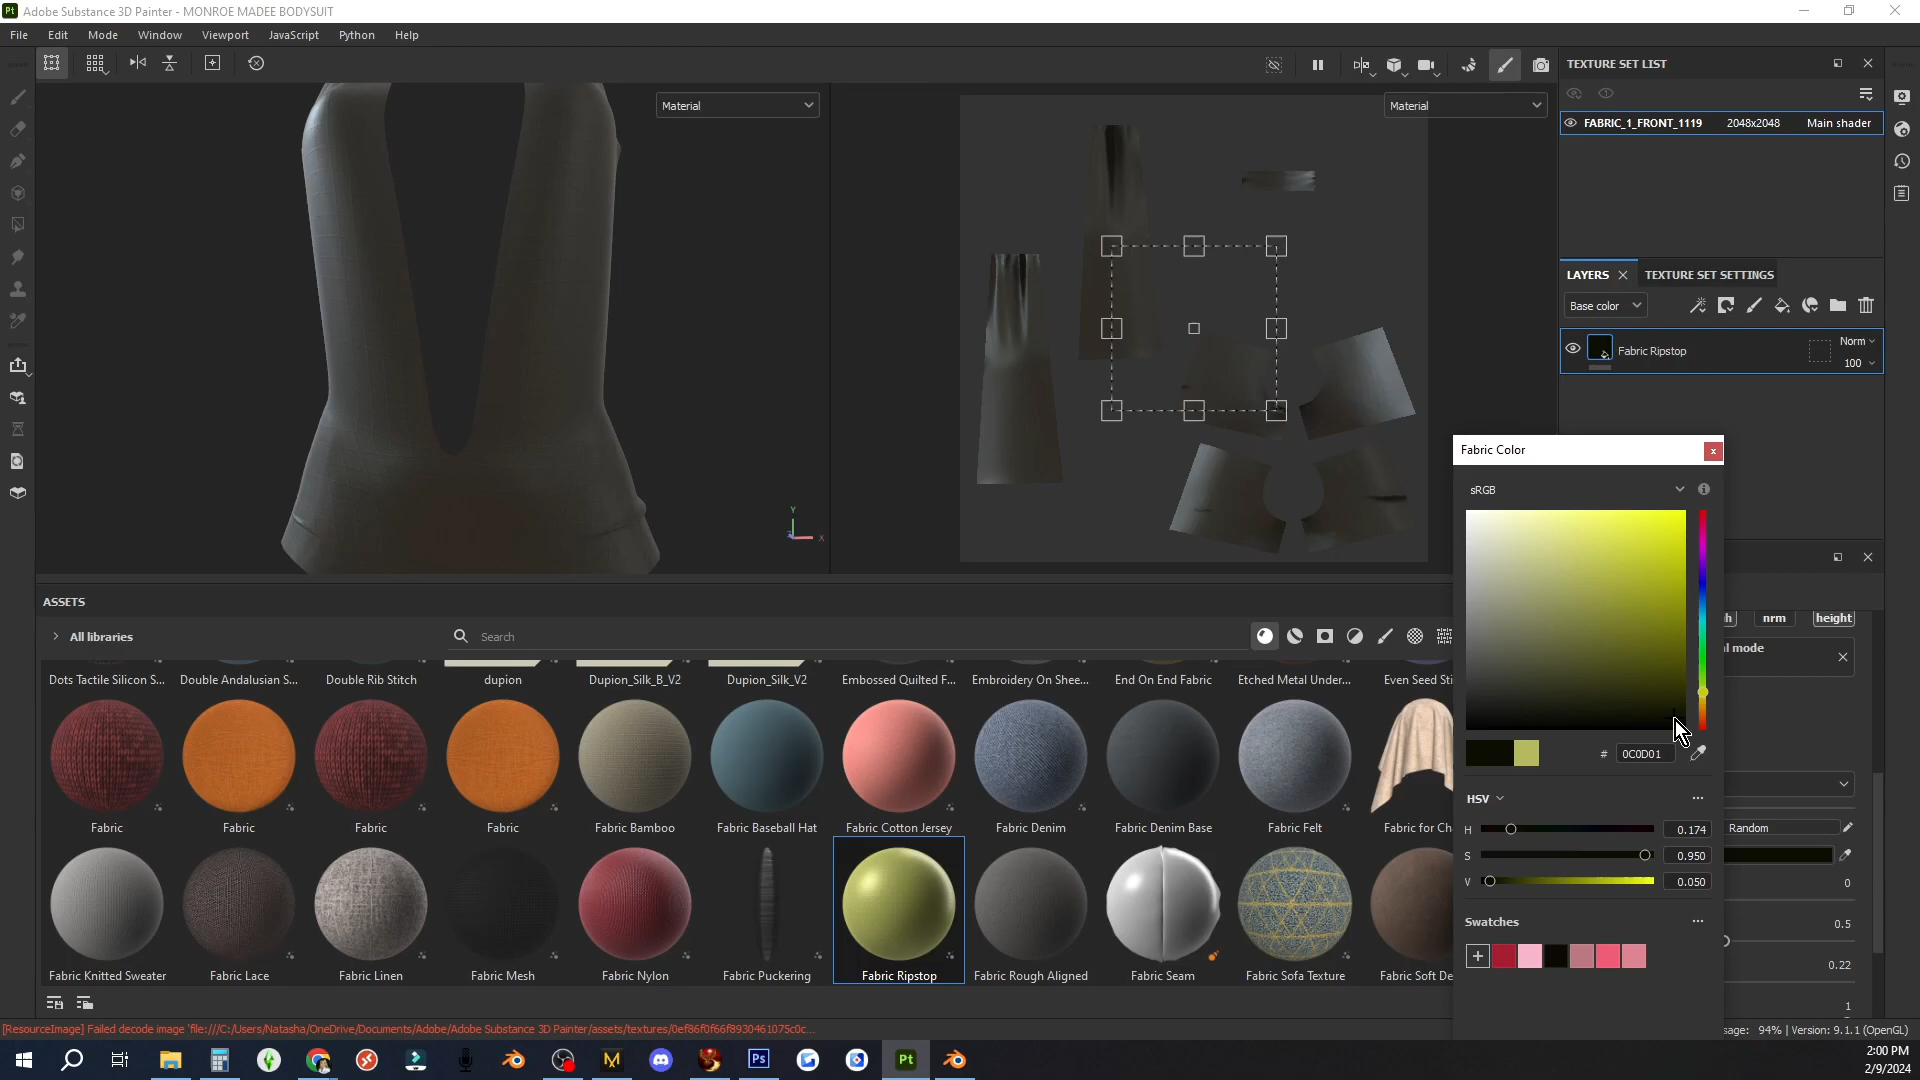 Adobe Substance 3D Painter - MONROE MADEE BODYSUIT
File Edit Mode Window Viewport JavaScript Python Help
Material
Material
TEXTURE SET LIST
FABRIC_1_FRONT_1119 2048x2048 Main shader
LAYERS TEXTURE SET SETTINGS
Base color
Fabric Ripstop Norm
100
Fabric Color
sRGB
nrm height
# 0C0D01
HSV
H 0.174
S 0.950
V 0.050
Swatches
Random
0
0.5
0.22
1
ASSETS
All libraries Search
Dots Tactile Silicon S... Double Andalusian S... Double Rib Stitch dupion Dupion_Silk_B_V2 Dupion_Silk_V2 Embossed Quilted F... Embroidery On Shee... End On End Fabric Etched Metal Under... Even Seed Sti
Fabric Fabric Fabric Fabric Fabric Bamboo Fabric Baseball Hat Fabric Cotton Jersey Fabric Denim Fabric Denim Base Fabric Felt Fabric for Ch
Fabric Knitted Sweater Fabric Lace Fabric Linen Fabric Mesh Fabric Nylon Fabric Puckering Fabric Ripstop Fabric Rough Aligned Fabric Seam Fabric Sofa Texture Fabric Soft De
[ResourceImage] Failed decode image 'file:///C:/Users/Natasha/OneDrive/Documents/Adobe/Adobe Substance 3D Painter/assets/textures/0ef86f0f66f8930461075c0c...
sage: 94% | Version: 9.1.1 (OpenGL)
2:00 PM
2/9/2024